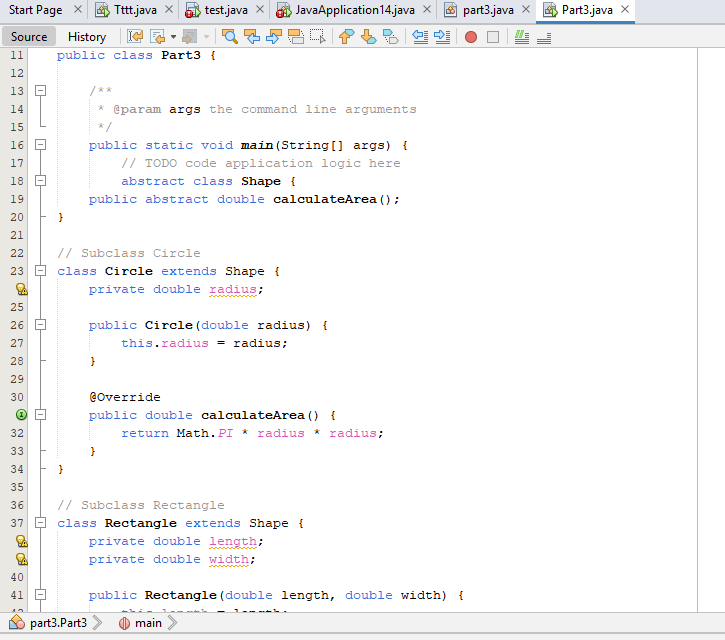 Start Page Tttt.java test.java JavaApplication14.java part3.java Part3.java
Source History
11 public class Part3 {
12
13 /**
14 * @param args the command line arguments
15 */
16 public static void main(String[] args) {
17 // TODO code application logic here
18 abstract class Shape {
19 public abstract double calculateArea();
20 }
21
22 // Subclass Circle
23 class Circle extends Shape {
private double radius;
25
26 public Circle(double radius) {
27 this.radius = radius;
28 }
29
30 @Override
public double calculateArea() {
32 return Math.PI * radius * radius;
33 }
34 }
35
36 // Subclass Rectangle
37 class Rectangle extends Shape {
private double length;
private double width;
40
41 public Rectangle(double length, double width) {
42 this.length = length;
part3.Part3 main